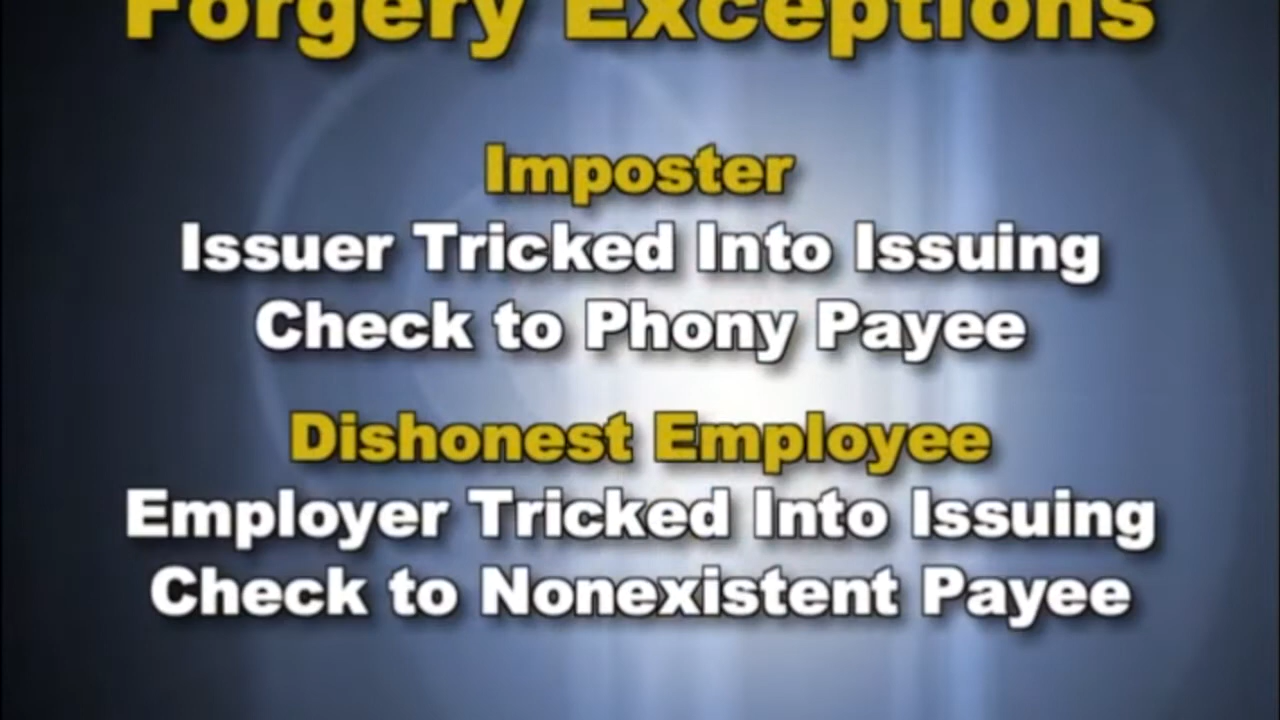 Forgery Exceptions
Imposter
Issuer Tricked Into Issuing
Check to Phony Payee
Dishonest Employee
Employer Tricked Into Issuing
Check to Nonexistent Payee